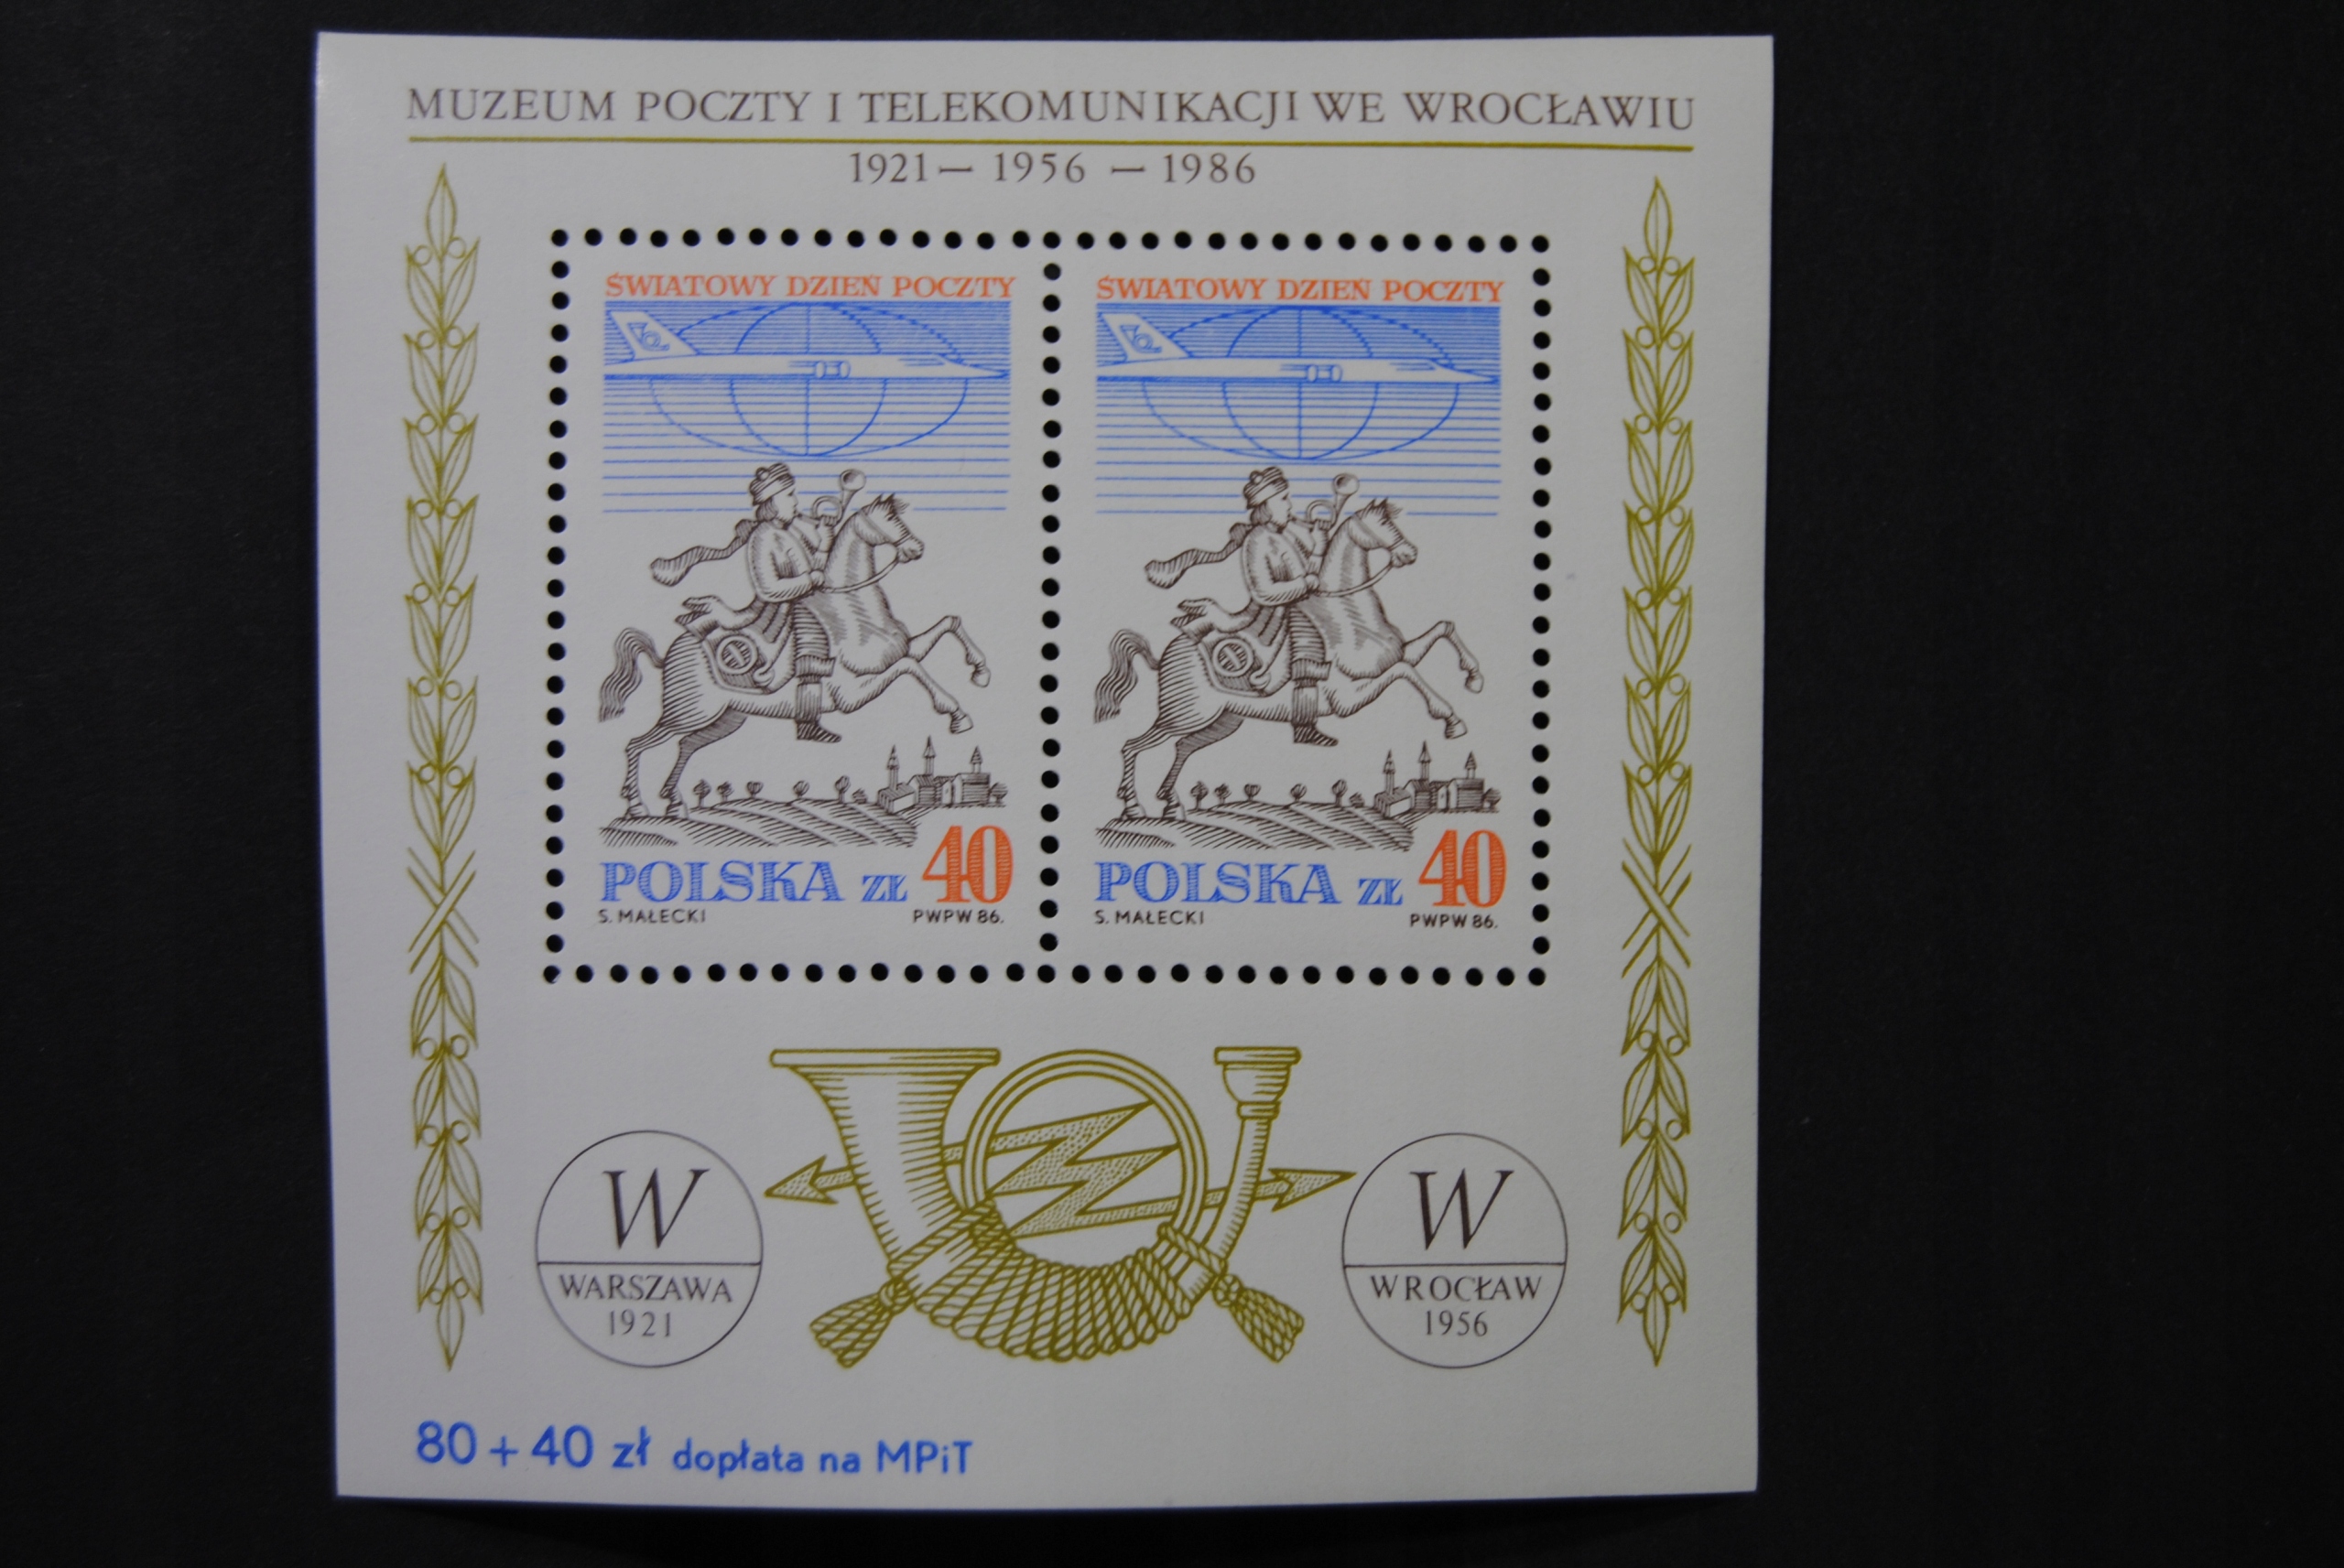 MUZEUM POCZTY I TELEKOMUNIKACJI WE WROCŁAWIU
1921 — 1956 — 1986
ŚWIATOWY DZIEŃ POCZTY
POLSKA ZŁ 40
S. MAŁECKI PWPW 86.
ŚWIATOWY DZIEŃ POCZTY
POLSKA ZŁ 40
S. MAŁECKI PWPW 86.
W
WARSZAWA
1921
W
WROCŁAW
1956
80 + 40 zł dopłata na MPiT